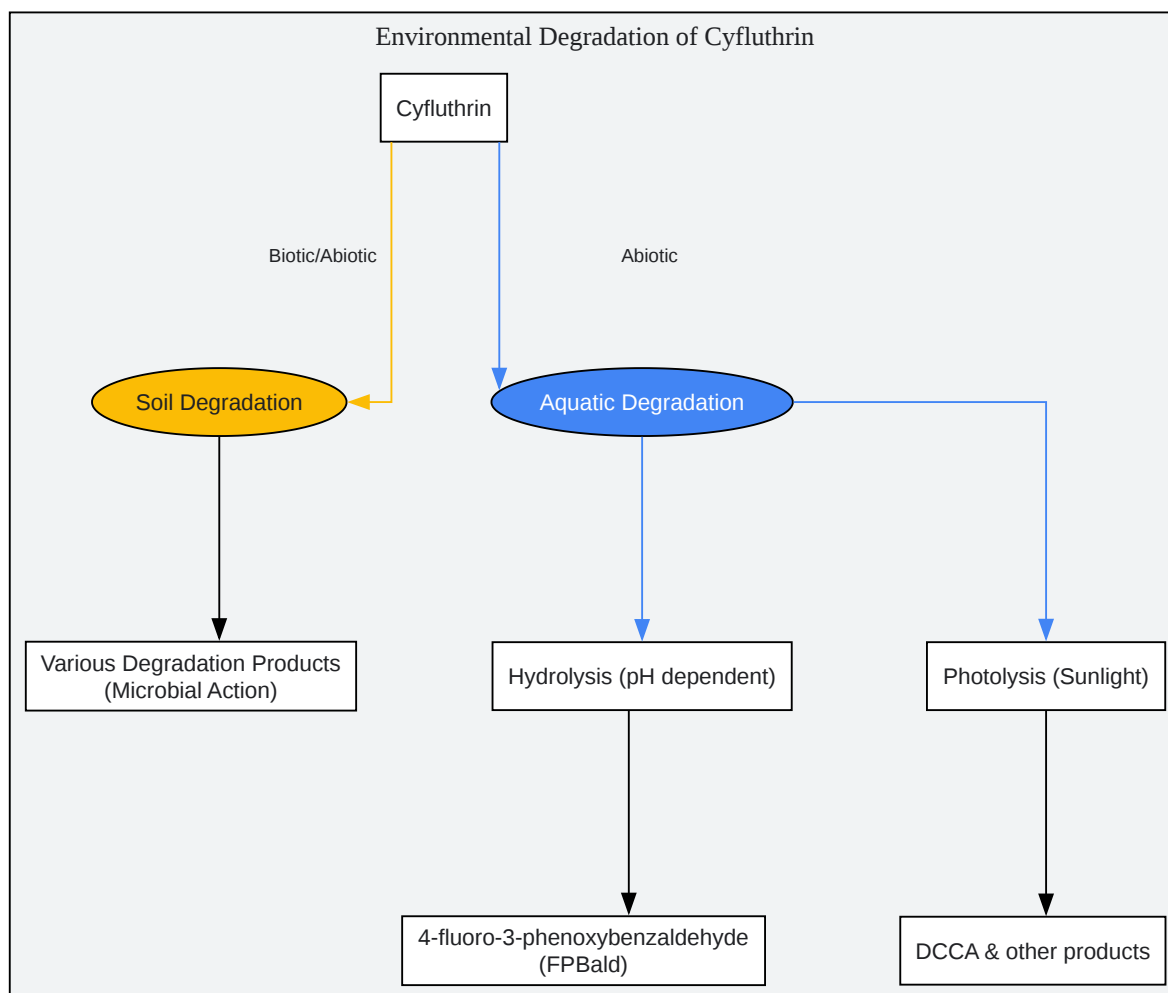 Environmental Degradation of Cyfluthrin
Cyfluthrin
Biotic/Abiotic
Abiotic
Soil Degradation
Aquatic Degradation
Various Degradation Products
(Microbial Action)
Hydrolysis (pH dependent)
Photolysis (Sunlight)
4-fluoro-3-phenoxybenzaldehyde
(FPBald)
DCCA & other products